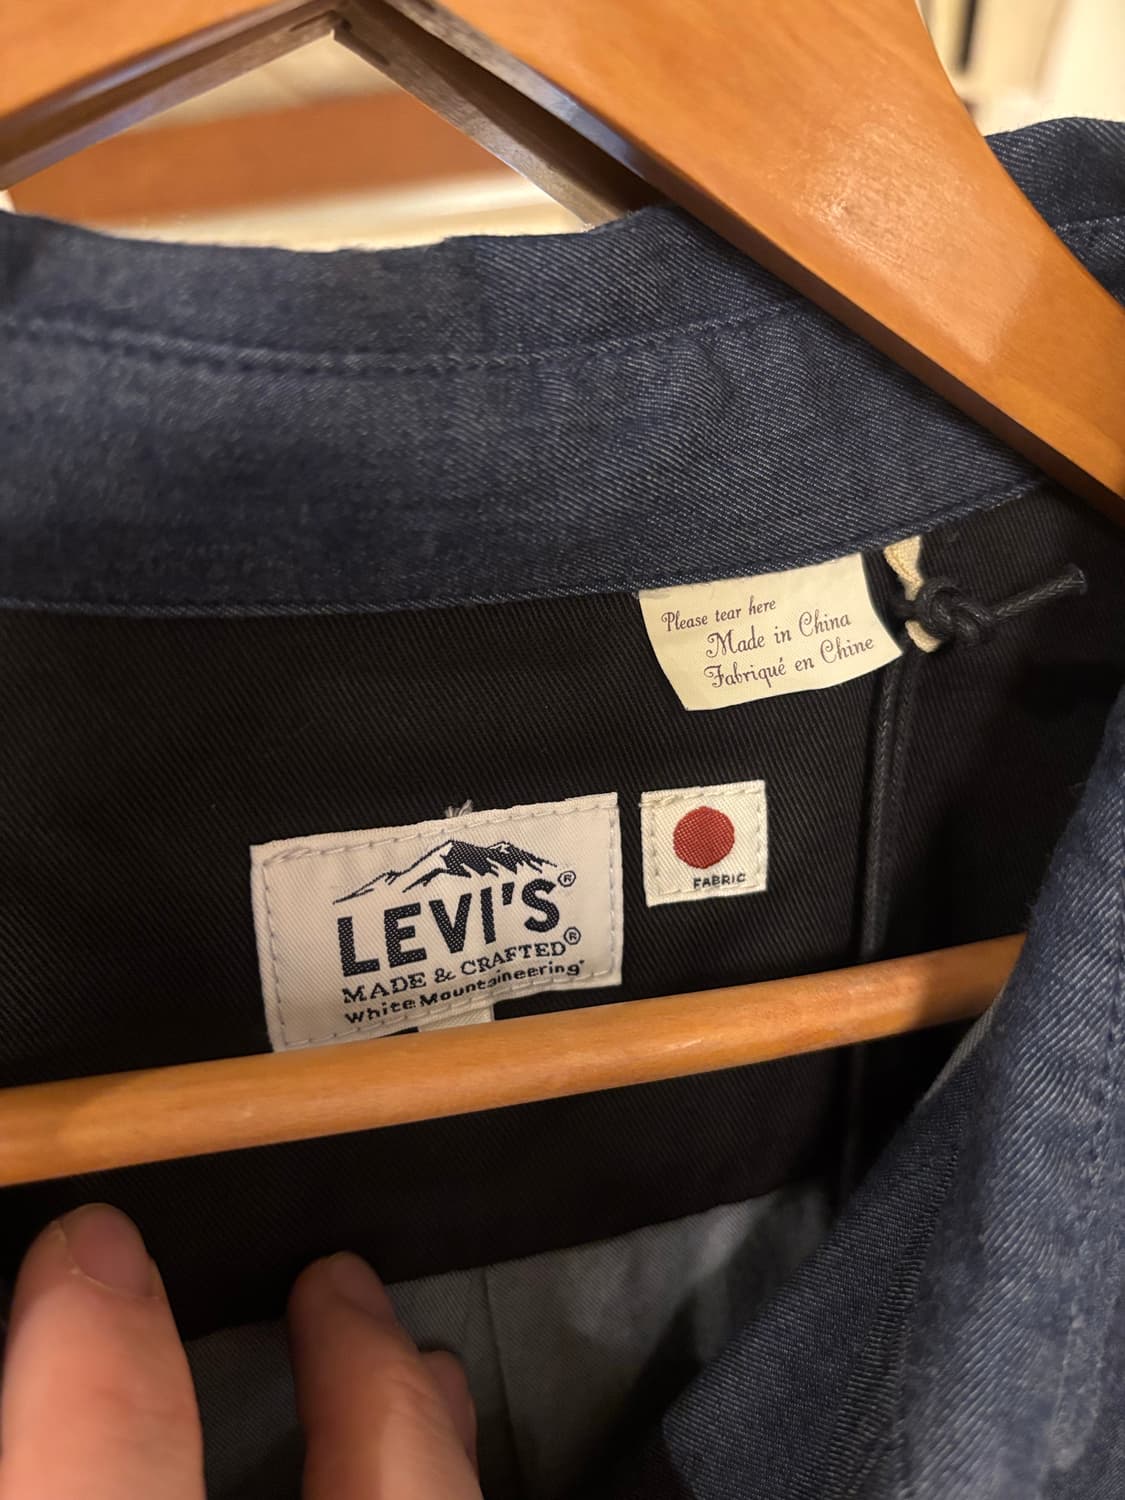 Please tear here
Made in China
Fabriqué en Chine
LEVI'S®
MADE & CRAFTED®
White Mountaineering®
FABRIC